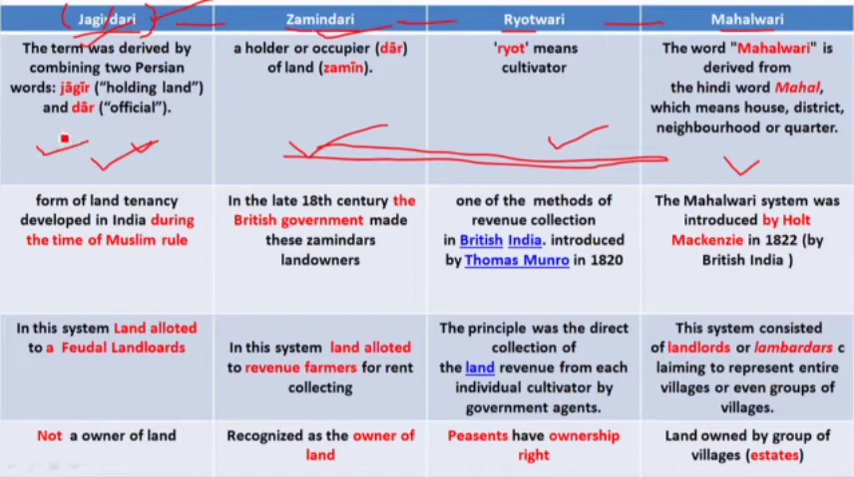 Jagirdari
Zamindari
Ryotwari
Mahalwari
The term was derived by
combining two Persian
words: jâgīr ("holding land")
and dâr ("official").
a holder or occupier (dâr)
of land (zamīn).
'ryot' means
cultivator
The word "Mahalwari" is
derived from
the hindi word Mahal,
which means house, district,
neighbourhood or quarter.
form of land tenancy
developed in India during
the time of Muslim rule
In the late 18th century the
British government made
these zamindars
landowners
one of the methods of
revenue collection
in British India. introduced
by Thomas Munro in 1820
The Mahalwari system was
introduced by Holt
Mackenzie in 1822 (by
British India )
In this system Land alloted
to a Feudal Landloards
In this system land alloted
to revenue farmers for rent
collecting
The principle was the direct
collection of
the land revenue from each
individual cultivator by
government agents.
This system consisted
of landlords or lambardars c
laiming to represent entire
villages or even groups of
villages.
Not a owner of land
Recognized as the owner of
land
Peasents have ownership
right
Land owned by group of
villages (estates)